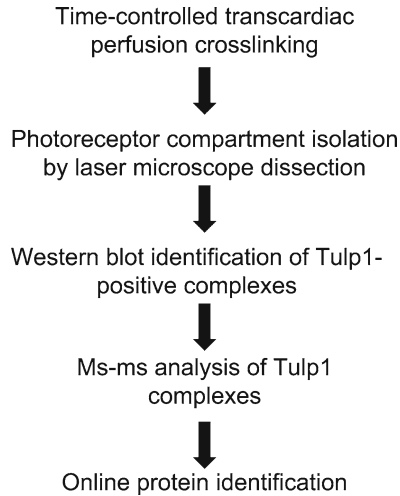 Time-controlled transcardiac
perfusion crosslinking
Photoreceptor compartment isolation
by laser microscope dissection
Western blot identification of Tulp1-
positive complexes
Ms-ms analysis of Tulp1
complexes
Online protein identification